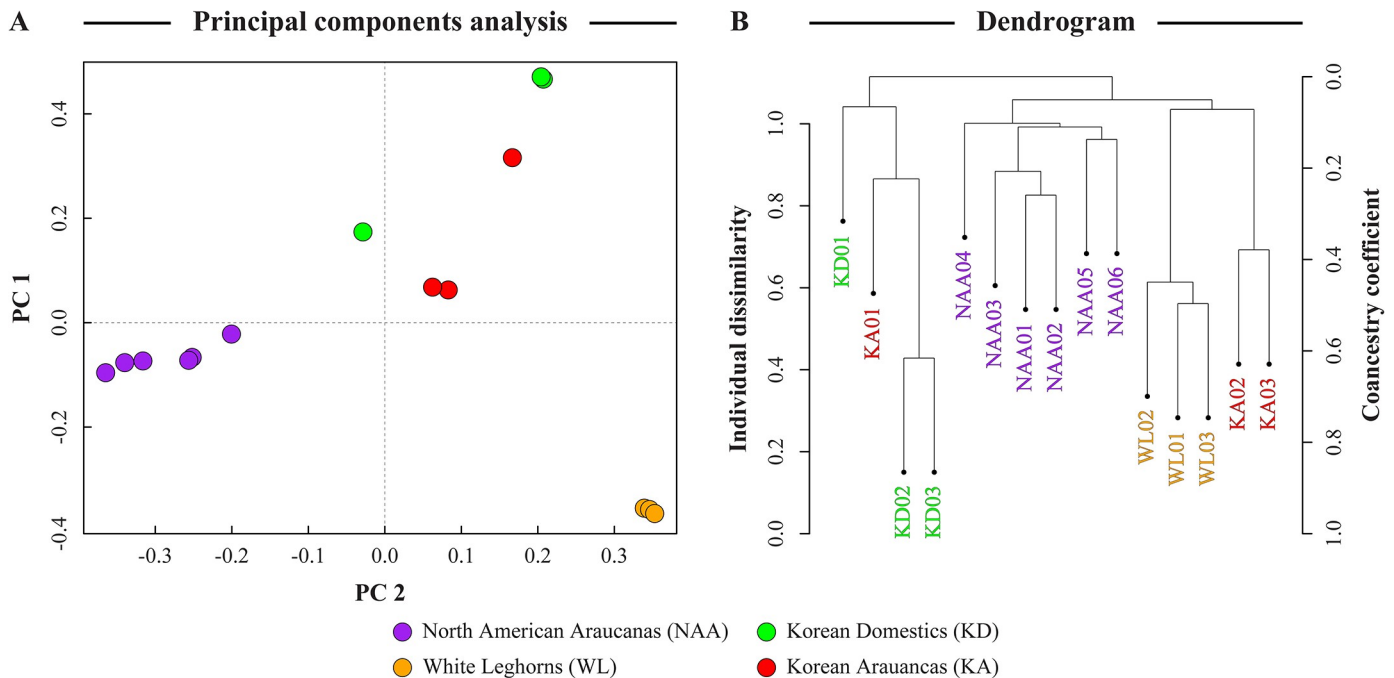 A
Principal components analysis
PC 1
0.4
0.2
0.0
-0.2
-0.4
-0.3
-0.2
-0.1
0.0
0.1
0.2
0.3
PC 2
B
Dendrogram
Individual dissimilarity
1.0
0.8
0.6
0.4
0.2
0.0
KD01
KA01
KD02
KD03
NAA04
NAA03
NAA01
NAA02
NAA05
NAA06
WL02
WL01
WL03
KA02
KA03
0.0
0.2
0.4
0.6
0.8
1.0
Coancestry coefficient
North American Araucanas (NAA)
Korean Domestics (KD)
White Leghorns (WL)
Korean Arauancas (KA)